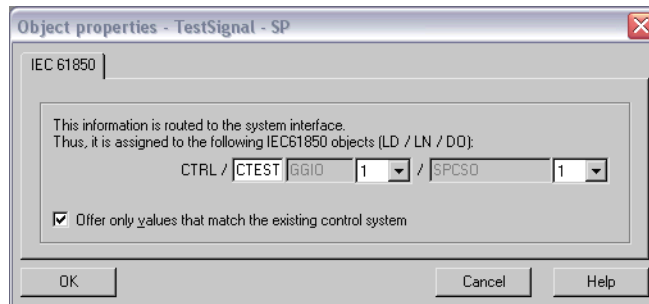 Object properties - TestSignal - SP
IEC 61850
This information is routed to the system interface.
Thus, it is assigned to the following IEC61850 objects (LD / LN / DO):
CTRL / CTEST GGIO 1 / SPCSO 1
Offer only values that match the existing control system
OK Cancel Help